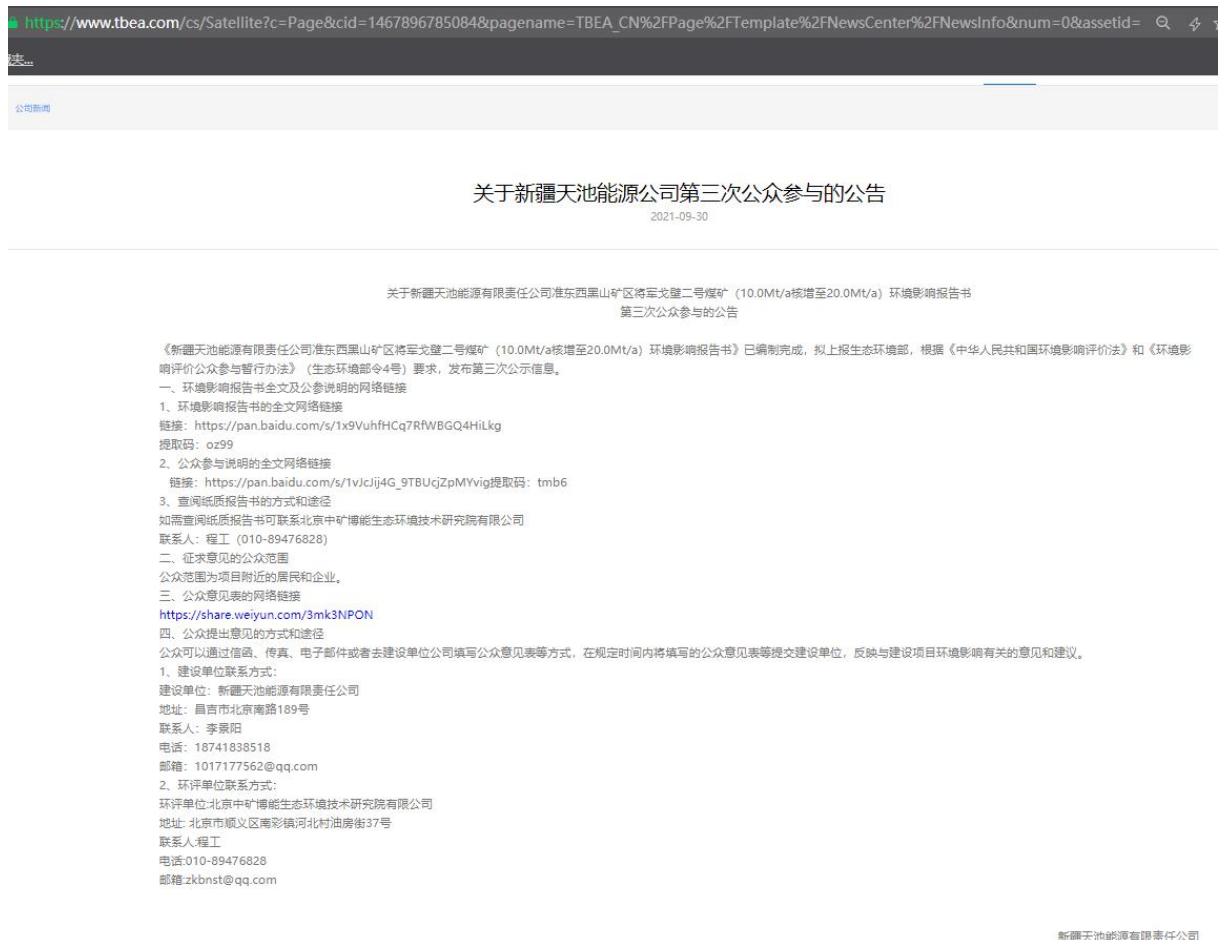 https://www.tbea.com/cs/Satellite?c=Page&cid=1467896785084&pagename=TBEA_CN%2FPage%2FTemplate%2FNewsCenter%2FNewsInfo&num=0&assetid=
夹...
公司新闻
关于新疆天池能源公司第三次公众参与的公告
2021-09-30
关于新疆天池能源有限责任公司准东西黑山矿区将军戈壁二号煤矿（10.0Mt/a核增至20.0Mt/a）环境影响报告书
第三次公众参与的公告
《新疆天池能源有限责任公司准东西黑山矿区将军戈壁二号煤矿（10.0Mt/a核增至20.0Mt/a）环境影响报告书》已编制完成，拟上报生态环境部，根据《中华人民共和国环境影响评价法》和《环境影
响评价公众参与暂行办法》（生态环境部令4号）要求，发布第三次公示信息。
一、环境影响报告书全文及公参说明的网络链接
1、环境影响报告书的全文网络链接
链接：https://pan.baidu.com/s/1x9VuhfHCq7RfWBGQ4HiLkg
提取码：oz99
2、公众参与说明的全文网络链接
链接：https://pan.baidu.com/s/1vJcJij4G_9TBUcjZpMYvig提取码：tmb6
3、查阅纸质报告书的方式和途径
如需查阅纸质报告书可联系北京中矿博能生态环境技术研究院有限公司
联系人：程工（010-89476828）
二、征求意见的公众范围
公众范围为项目附近的居民和企业。
三、公众意见表的网络链接
https://share.weiyun.com/3mk3NPON
四、公众提出意见的方式和途径
公众可以通过信函、传真、电子邮件或者去建设单位公司填写公众意见表等方式，在规定时间内将填写的公众意见表等提交建设单位，反映与建设项目环境影响有关的意见和建议。
1、建设单位联系方式：
建设单位：新疆天池能源有限责任公司
地址：昌吉市北京南路189号
联系人：李景阳
电话：18741838518
邮箱：1017177562@qq.com
2、环评单位联系方式：
环评单位:北京中矿博能生态环境技术研究院有限公司
地址: 北京市顺义区南彩镇河北村油房街37号
联系人:程工
电话:010-89476828
邮箱:zkbnst@qq.com
新疆天池能源有限责任公司